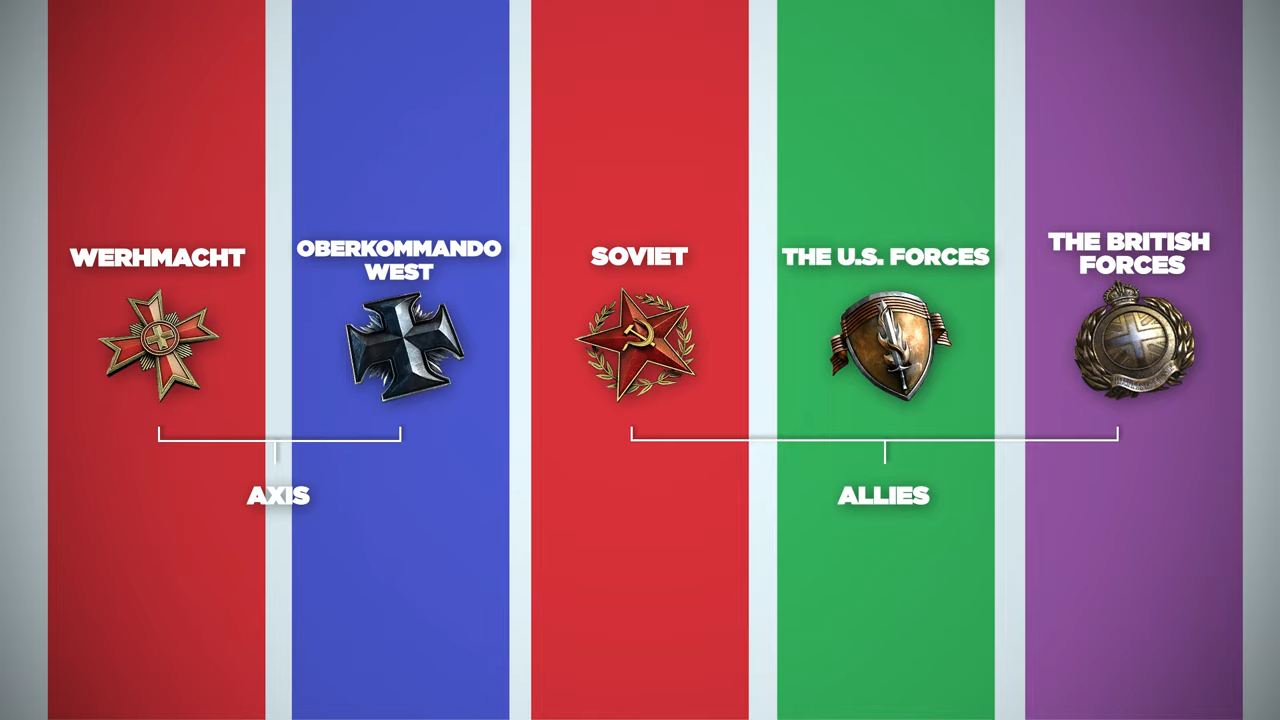 WERHMACHT
OBERKOMMANDO
WEST
SOVIET
THE U.S. FORCES
THE BRITISH
FORCES
AXIS
ALLIES